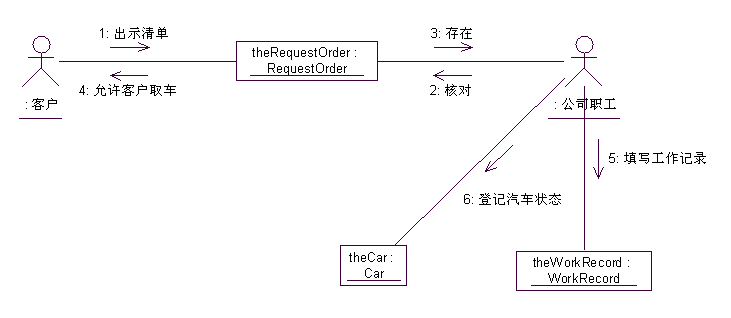 1: 出示清单
3: 存在
theRequestOrder :
RequestOrder
4: 允许客户取车
2: 核对
: 客户
: 公司职工
5: 填写工作记录
6: 登记汽车状态
theCar :
Car
theWorkRecord :
WorkRecord